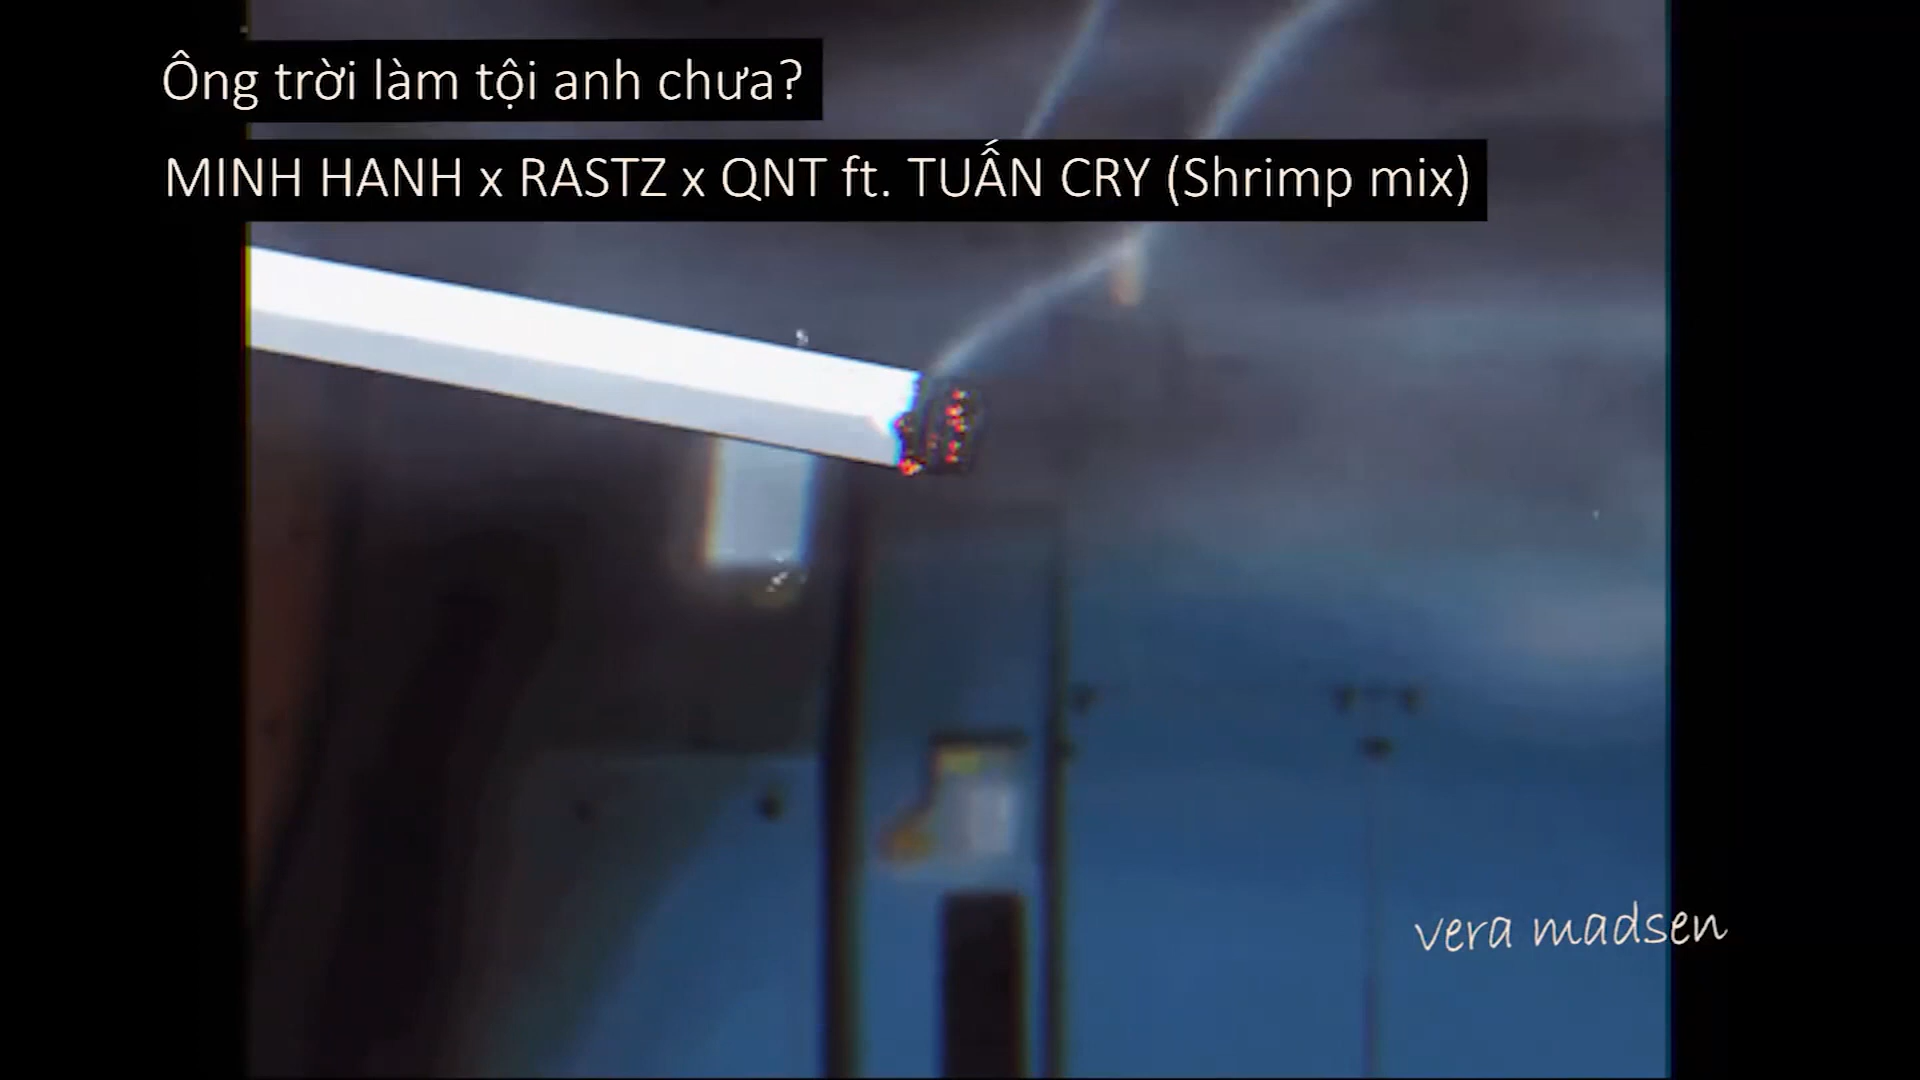 Ông trời làm tội anh chưa?
MINH HANH x RASTZ x QNT ft. TUẤN CRY (Shrimp mix)
vera madsen